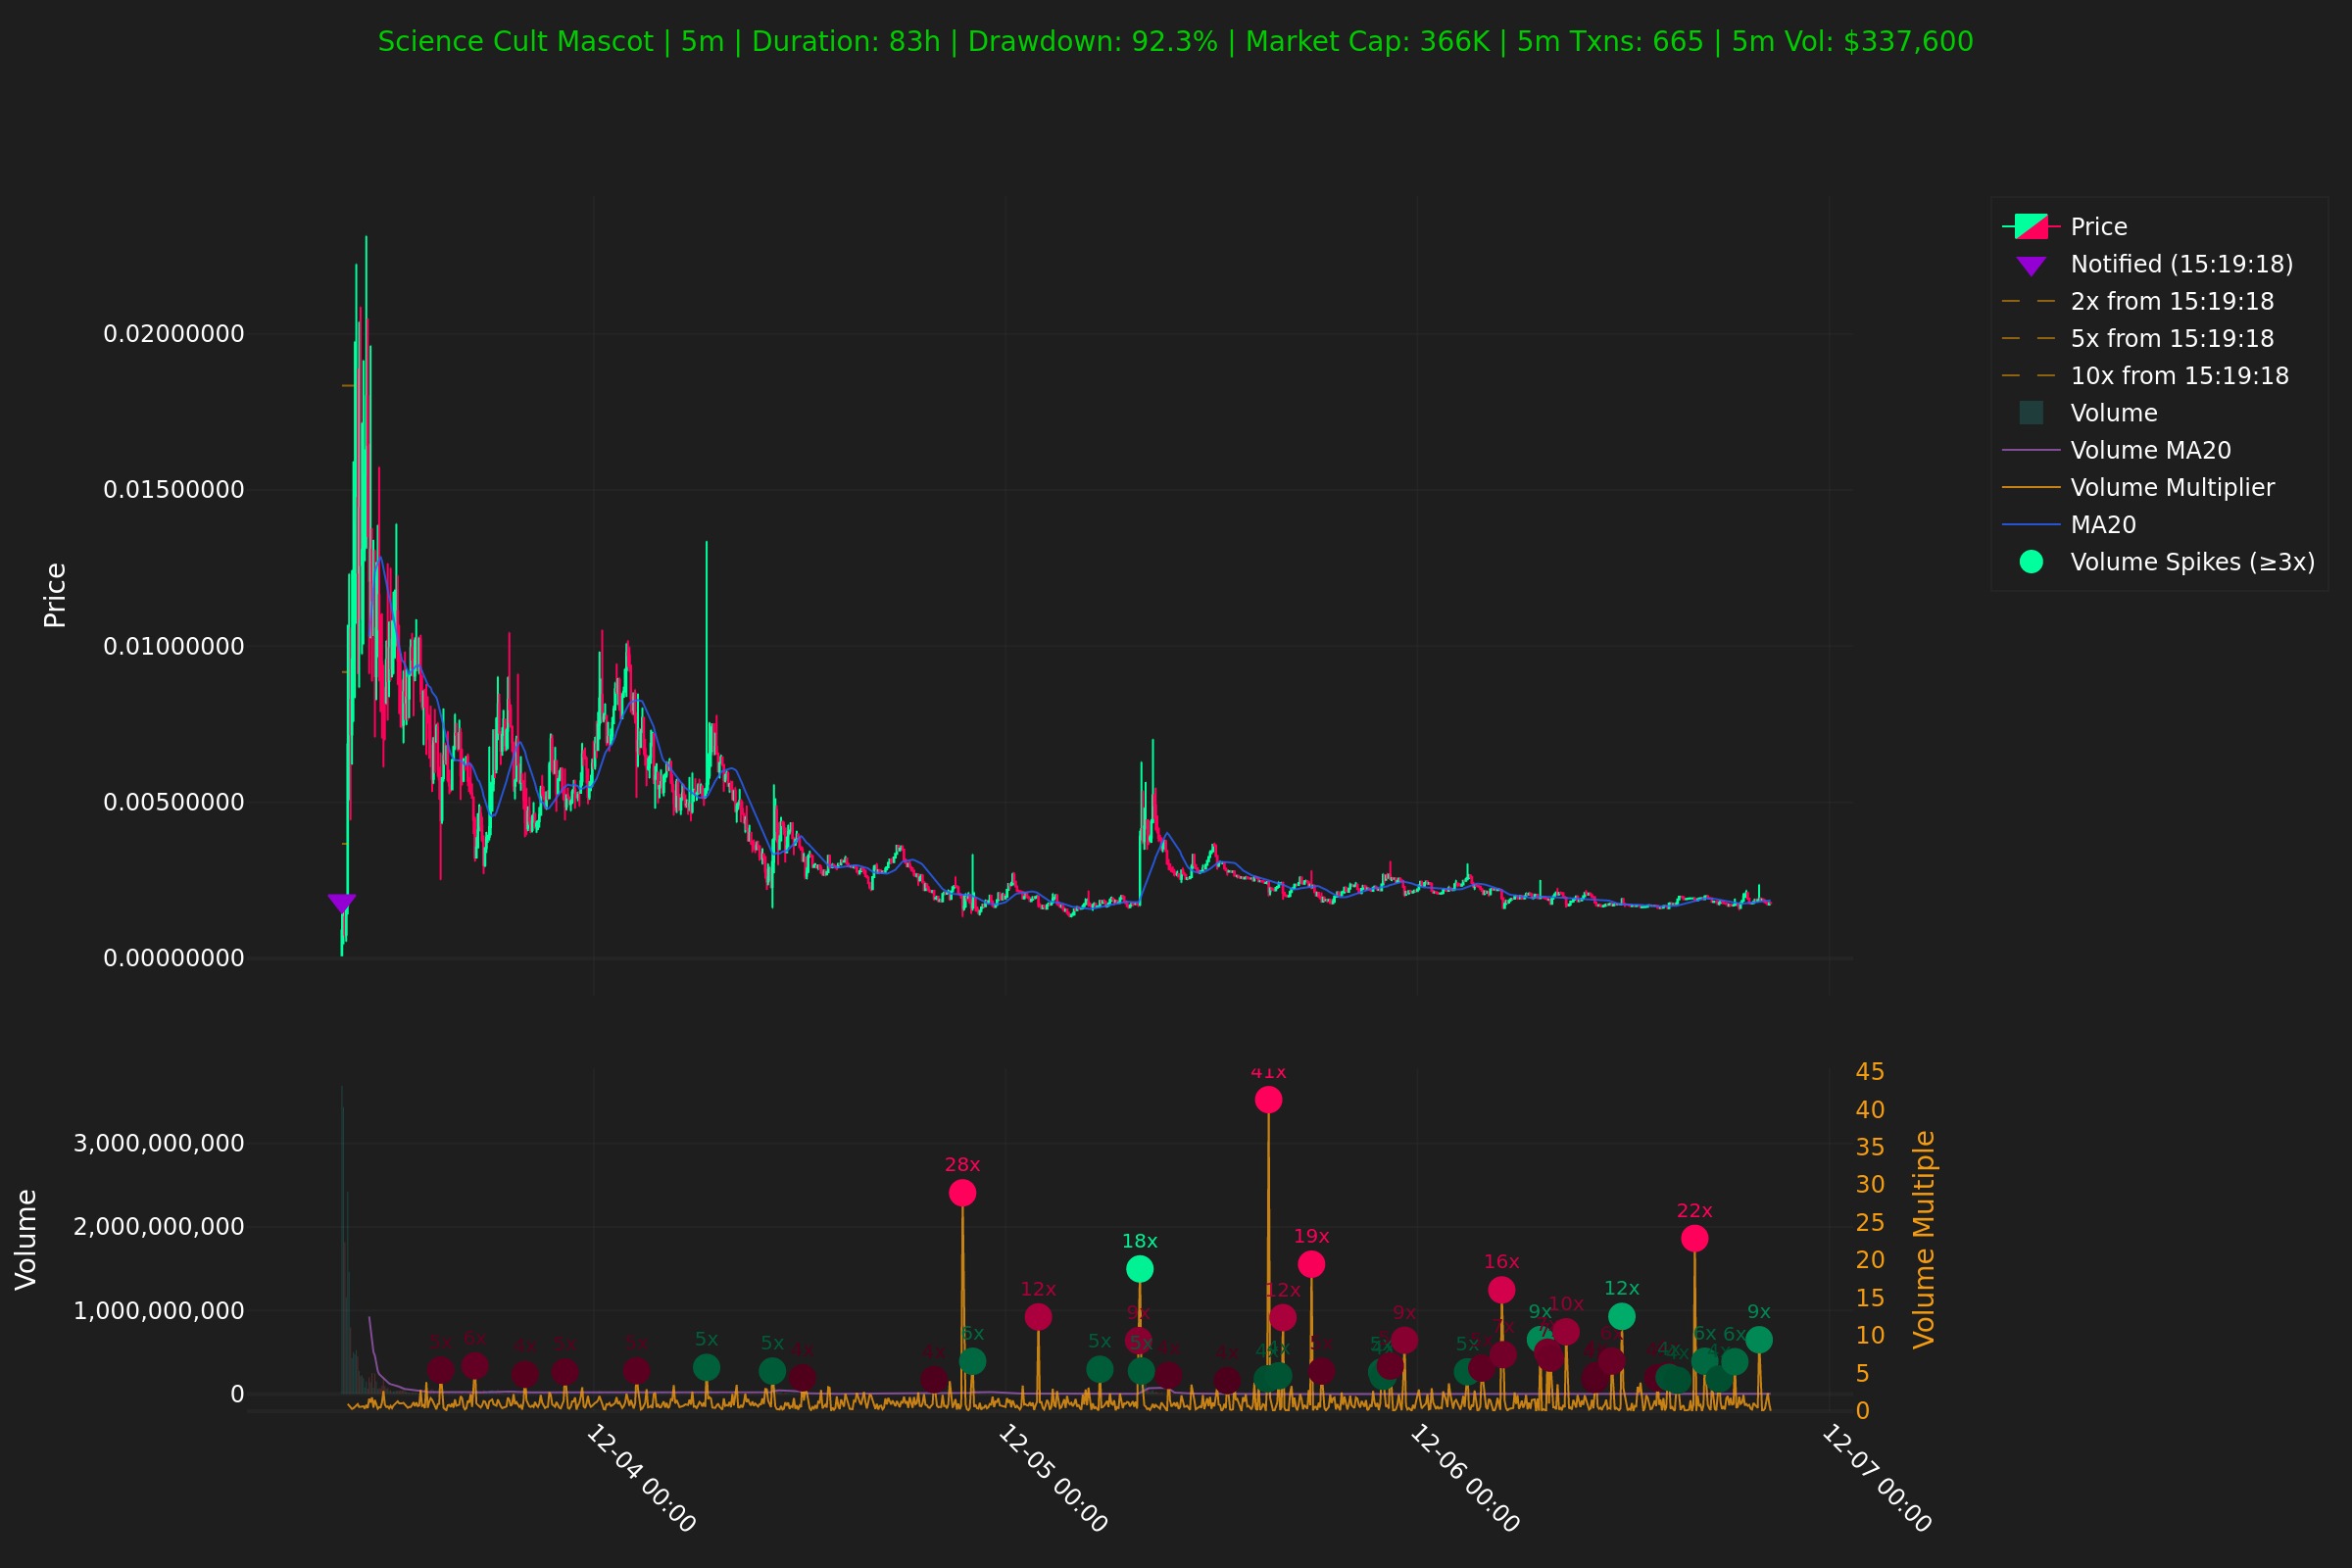 Science Cult Mascot | 5m | Duration: 83h | Drawdown: 92.3% | Market Cap: 366K | 5m Txns: 665 | 5m Vol: $337,600
Price
0.02000000
0.01500000
0.01000000
0.00500000
0.00000000
Price
Notified (15:19:18)
2x from 15:19:18
5x from 15:19:18
10x from 15:19:18
Volume
Volume MA20
Volume Multiplier
MA20
Volume Spikes (≥3x)
Volume
3,000,000,000
2,000,000,000
1,000,000,000
0
41x
28x
22x
19x
18x
16x
12x
12x
12x
12x
10x
9x
9x
9x
9x
6x
6x
6x
5x
5x
5x
5x
5x
45
40
35
30
25
20
15
10
5
0
Volume Multiple
12-04 00:00
12-05 00:00
12-06 00:00
12-07 00:00